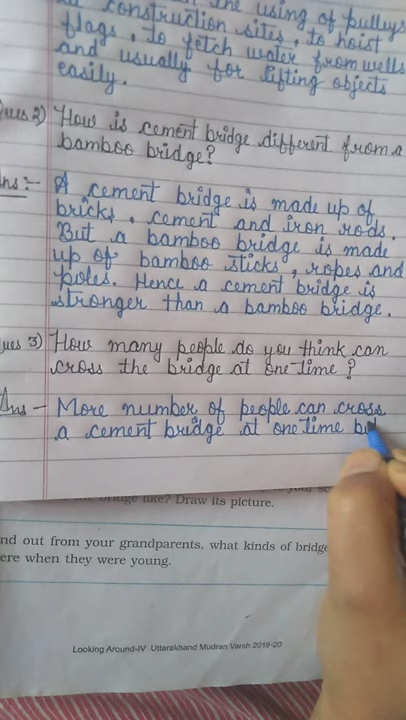 construction sites, to hoist
flags, to fetch water from wells
and usually for lifting objects
easily.
Ques 2) How is cement bridge different from a
bamboo bridge?
Ans:- A cement bridge is made up of
bricks, cement and iron rods.
But a bamboo bridge is made
up of bamboo sticks, ropes and
poles. Hence a cement bridge is
stronger than a bamboo bridge.
Ques 3) How many people do you think can
cross the bridge at one time?
Ans - More number of people can cross
a cement bridge at one time bu
like? Draw its picture.
nd out from your grandparents, what kinds of bridge
ere when they were young.
Looking Around-IV Uttarakhand Mudran Varsh 2019-20